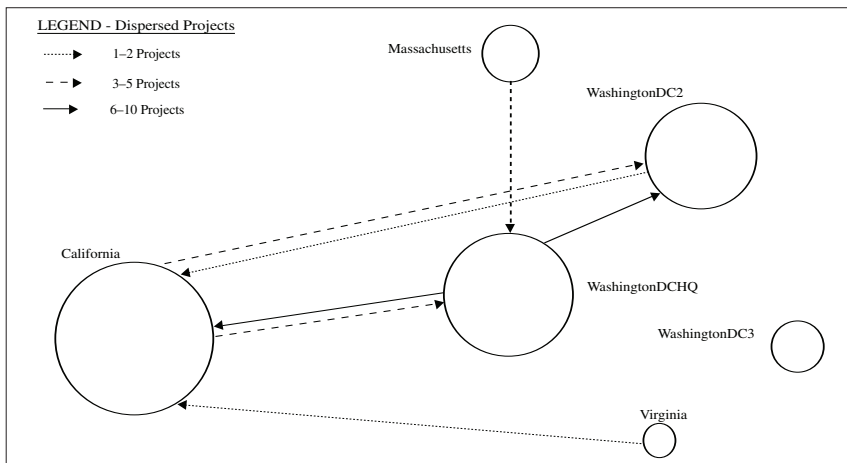 LEGEND - Dispersed Projects
1–2 Projects
3–5 Projects
6–10 Projects
Massachusetts
WashingtonDC2
California
WashingtonDCHQ
WashingtonDC3
Virginia